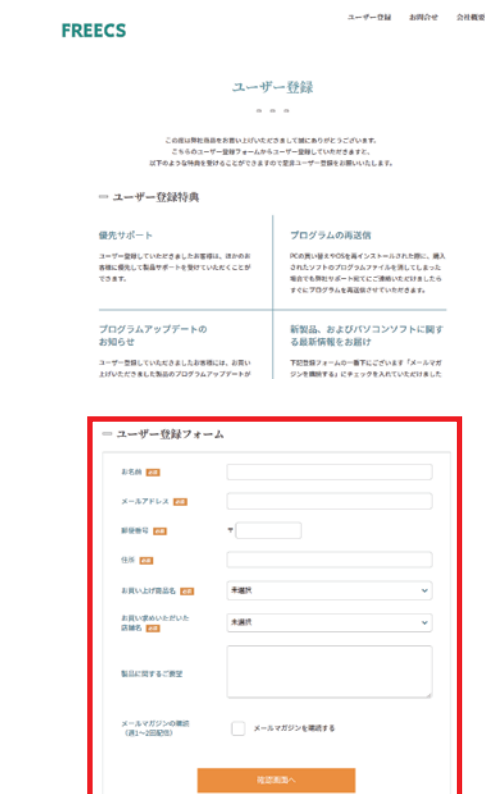 ユーザー登録 お問合せ 会社概要
FREECS
ユーザー登録
この度は弊社商品をお買い上げいただきまして誠にありがとうございます。
こちらのユーザー登録フォームからユーザー登録していただきますと、
以下のような特典を受けることができますので是非ユーザー登録をお願いいたします。
ユーザー登録特典
優先サポート
ユーザー登録していただきましたお客様は、ほかのお
客様に優先して製品サポートを受けていただくことが
できます。
プログラムの再送信
PCの買い替えやOSを再インストールされた際に、購入
されたソフトのプログラムファイルを消してしまった
場合でも弊社サポート宛てにご連絡いただけましたら
すぐにプログラムを再送信させていただきます。
プログラムアップデートの
お知らせ
ユーザー登録していただきましたお客様には、お買い
上げいただきました製品のプログラムアップデートが
新製品、およびパソコンソフトに関す
る最新情報をお届け
下記登録フォームの一番下にございます「メールマガ
ジンを購読する」にチェックを入れていただけました
ユーザー登録フォーム
お名前 必須
メールアドレス 必須
郵便番号 必須 〒
住所 必須
お買い上げ商品名 必須 未選択
お買い求めいただいた
店舗名 必須 未選択
製品に関するご要望
メールマガジンの購読
(週1〜2回配信) メールマガジンを購読する
確認画面へ